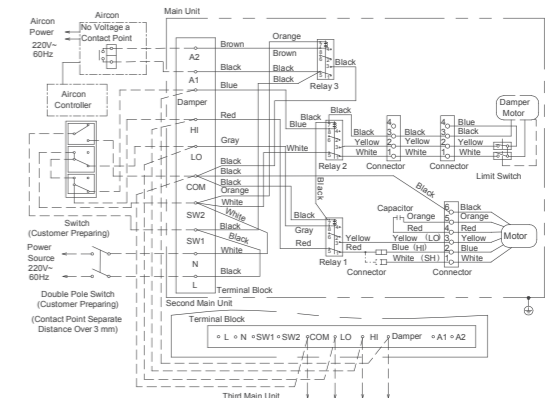 Main Unit
Aircon
Power
220V~
60Hz
Aircon
No Voltage a
Contact Point
Aircon
Controller
Switch
(Customer Preparing)
Power
Source
220V~
60Hz
Double Pole Switch
(Customer Preparing)
(Contact Point Separate
Distance Over 3 mm)
A2
A1
Damper
HI
LO
COM
SW2
SW1
N
L
Terminal Block
Brown
Black
Blue
Red
Gray
Black
Black
Black
Orange
White
White
Black
Black
White
Black
Orange
Brown
Black
Black
Black
Relay 3
Black
Blue
Black
White
Relay 2
Black
Yellow
White
4
3
2
1
Connector
Black
Yellow
White
4
3
2
1
Connector
Blue
Black
Yellow
White
Damper
Motor
Limit Switch
Black
Black
Black
Gray
Red
Relay 1
Yellow
Red
Capacitor
Orange
Red
Yellow (LO)
Blue (HI)
White (SH)
Connector
6
5
4
3
2
1
Connector
Black
Orange
Red
Yellow
Blue
White
Motor
Second Main Unit
Terminal Block
L N SW1 SW2 COM LO HI Damper A1 A2
Third Main Unit